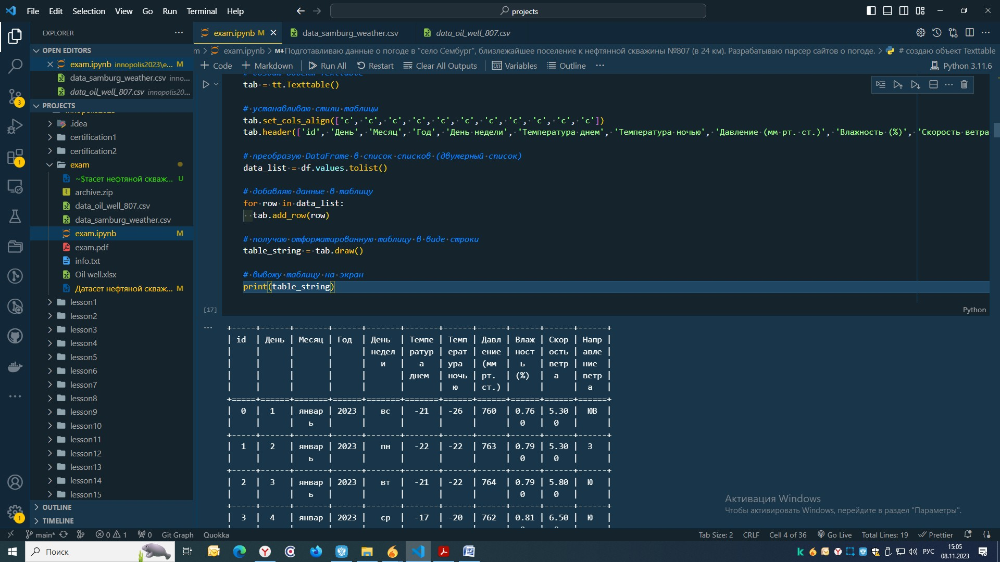 File Edit Selection View Go Run Terminal Help
projects
EXPLORER
exam.ipynb M
data_samburg_weather.csv
data_oil_well_807.csv
OPEN EDITORS
exam.ipynb innopolis2023\e... M
data_samburg_weather.csv inno...
data_oil_well_807.csv innopolis20...
m > exam.ipynb > M↓Подготавливаю данные о погоде в "село Сембург", близлежайшее поселение к нефтянной скважины №807 (в 24 км). Разрабатываю парсер сайтов о погоде. > # создаю объект Texttable
+ Code + Markdown Run All Restart Clear All Outputs Variables Outline ...
Python 3.11.6
PROJECTS
.idea
certification1
certification2
exam
~$тасет нефтяной скваж... U
archive.zip
data_oil_well_807.csv
data_samburg_weather.csv
exam.ipynb M
exam.pdf
info.txt
Oil well.xlsx
Датасет нефтяной скваж... M
lesson1
lesson2
lesson3
lesson4
lesson5
lesson6
lesson7
lesson8
lesson9
lesson10
lesson11
lesson12
lesson13
lesson14
lesson15
OUTLINE
TIMELINE
# создаю объект Texttable
tab = tt.Texttable()
# устанавливаю стили таблицы
tab.set_cols_align(['c', 'c', 'c', 'c', 'c', 'c', 'c', 'c', 'c', 'c', 'c'])
tab.header(['id', 'День', 'Месяц', 'Год', 'День недели', 'Температура днем', 'Температура ночью', 'Давление (мм рт. ст.)', 'Влажность (%)', 'Скорость ветра
# преобразую DataFrame в список списков (двумерный список)
data_list = df.values.tolist()
# добавляю данные в таблицу
for row in data_list:
tab.add_row(row)
# получаю отформатированную таблицу в виде строки
table_string = tab.draw()
# вывожу таблицу на экран
print(table_string)
[17]
Python
+-----+------+-------+------+-------+-------+------+------+------+------+------+
| id | День | Месяц | Год | День | Темпе | Темп | Давл | Влаж | Скор | Напр |
| | | | | недел | ратур | ерат | ение | ност | ость | авле |
| | | | | и | а | ура | (мм | ь | ветр | ние |
| | | | | | днем | ночь | рт. | (%) | а | ветр |
| | | | | | | ю | ст.) | | | а |
+=====+======+=======+======+=======+=======+======+======+======+======+======+
| 0 | 1 | январ | 2023 | вс | -21 | -26 | 760 | 0.76 | 5.30 | ЮВ |
| | | ь | | | | | | 0 | 0 | |
+-----+------+-------+------+-------+-------+------+------+------+------+------+
| 1 | 2 | январ | 2023 | пн | -22 | -22 | 763 | 0.79 | 5.30 | З |
| | | ь | | | | | | 0 | 0 | |
+-----+------+-------+------+-------+-------+------+------+------+------+------+
| 2 | 3 | январ | 2023 | вт | -21 | -22 | 764 | 0.79 | 5.80 | Ю |
| | | ь | | | | | | 0 | 0 | |
+-----+------+-------+------+-------+-------+------+------+------+------+------+
| 3 | 4 | январ | 2023 | ср | -17 | -20 | 762 | 0.81 | 6.50 | Ю |
Активация Windows
Чтобы активировать Windows, перейдите в раздел "Параметры".
3
1
1
main* 0 1 0 Git Graph Quokka
Tab Size: 2 CRLF Cell 4 of 36 Go Live Total Lines: 19 Prettier
Поиск
РУС
15:05
08.11.2023